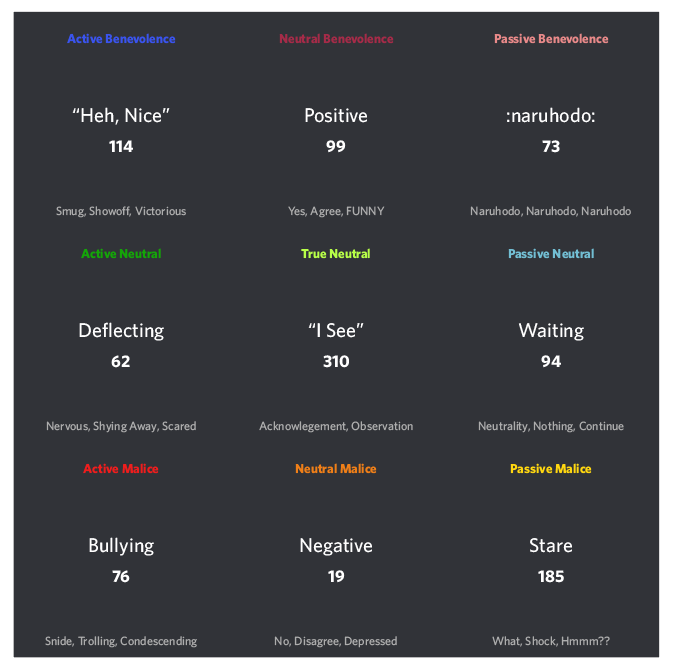 Active Benevolence
Neutral Benevolence
Passive Benevolence
“Heh, Nice”
Positive
:naruhodo:
114
99
73
Smug, Showoff, Victorious
Yes, Agree, FUNNY
Naruhodo, Naruhodo, Naruhodo
Active Neutral
True Neutral
Passive Neutral
Deflecting
“I See”
Waiting
62
310
94
Nervous, Shying Away, Scared
Acknowlegement, Observation
Neutrality, Nothing, Continue
Active Malice
Neutral Malice
Passive Malice
Bullying
Negative
Stare
76
19
185
Snide, Trolling, Condescending
No, Disagree, Depressed
What, Shock, Hmmm??